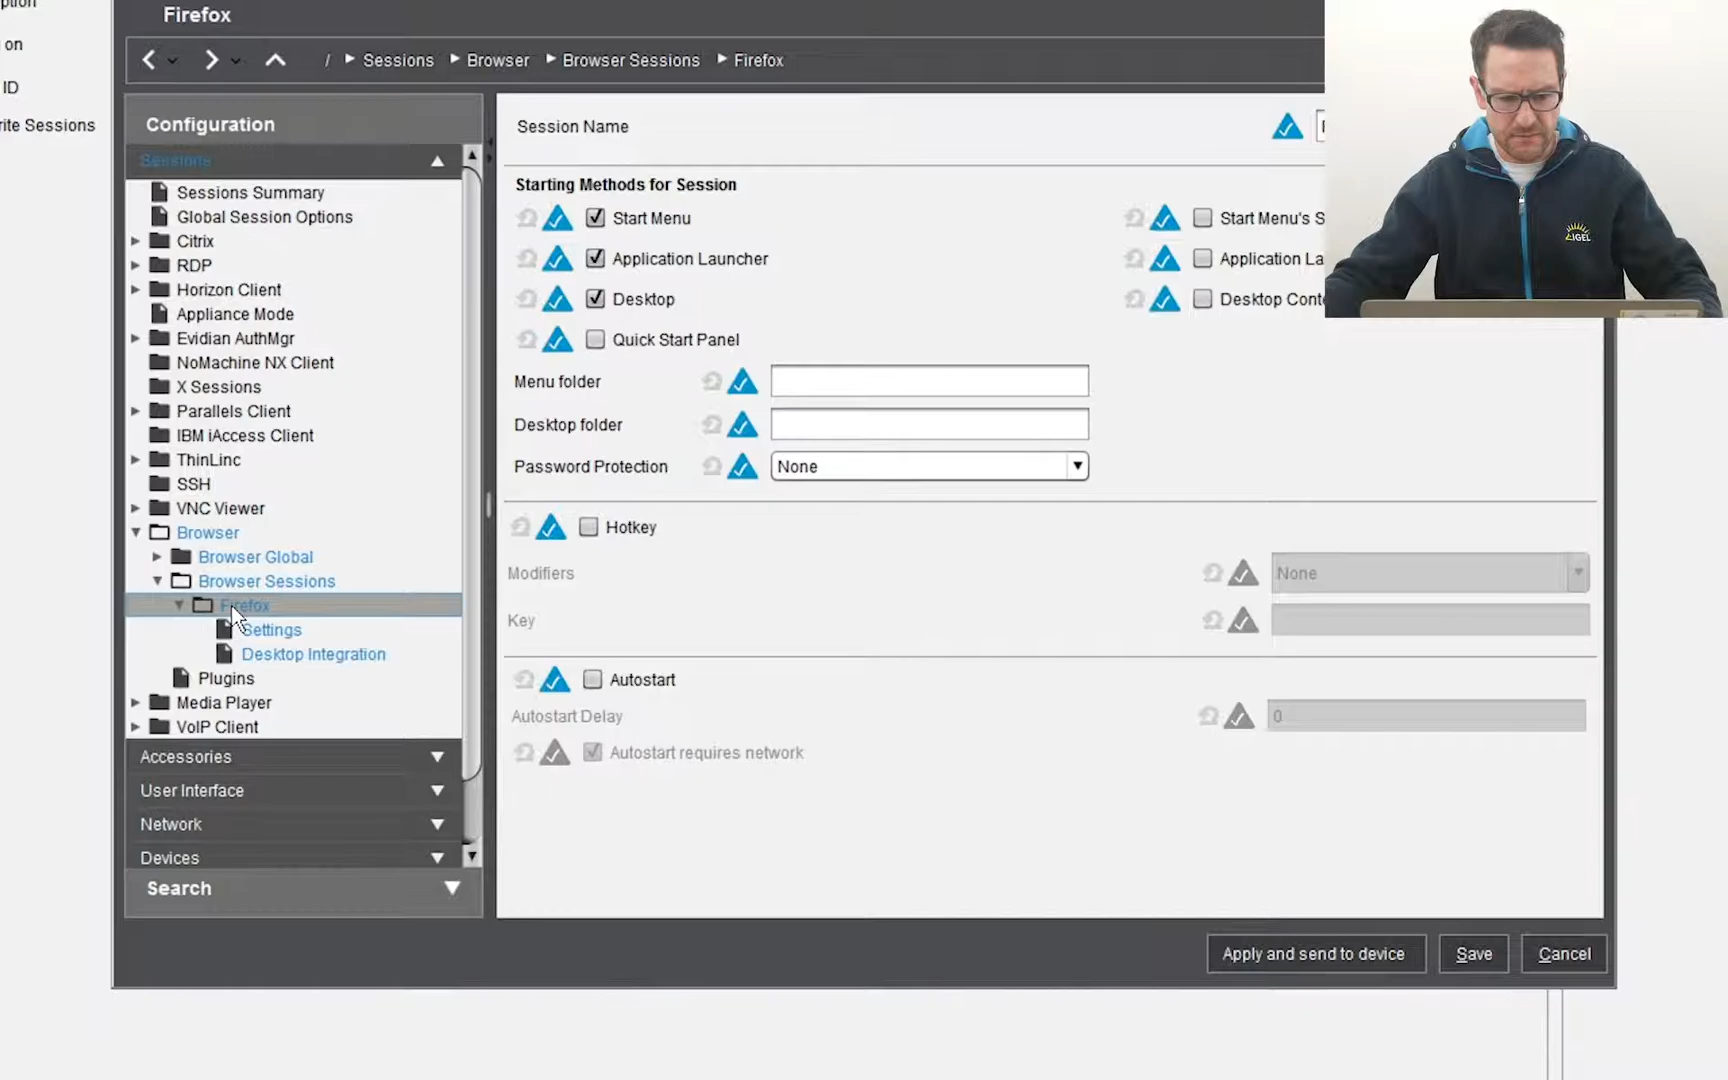 Firefox
on
ID
rite Sessions
/ Sessions Browser Browser Sessions Firefox
Configuration
Sessions
Sessions Summary
Global Session Options
Citrix
RDP
Horizon Client
Appliance Mode
Evidian AuthMgr
NoMachine NX Client
X Sessions
Parallels Client
IBM iAccess Client
ThinLinc
SSH
VNC Viewer
Browser
Browser Global
Browser Sessions
Firefox
Settings
Desktop Integration
Plugins
Media Player
VoIP Client
Accessories
User Interface
Network
Devices
Search
Session Name
Starting Methods for Session
Start Menu
Start Menu's S
Application Launcher
Application La
Desktop
Desktop Conte
Quick Start Panel
Menu folder
Desktop folder
Password Protection None
Hotkey
Modifiers None
Key
Autostart
Autostart Delay 0
Autostart requires network
Apply and send to device Save Cancel
IGEL